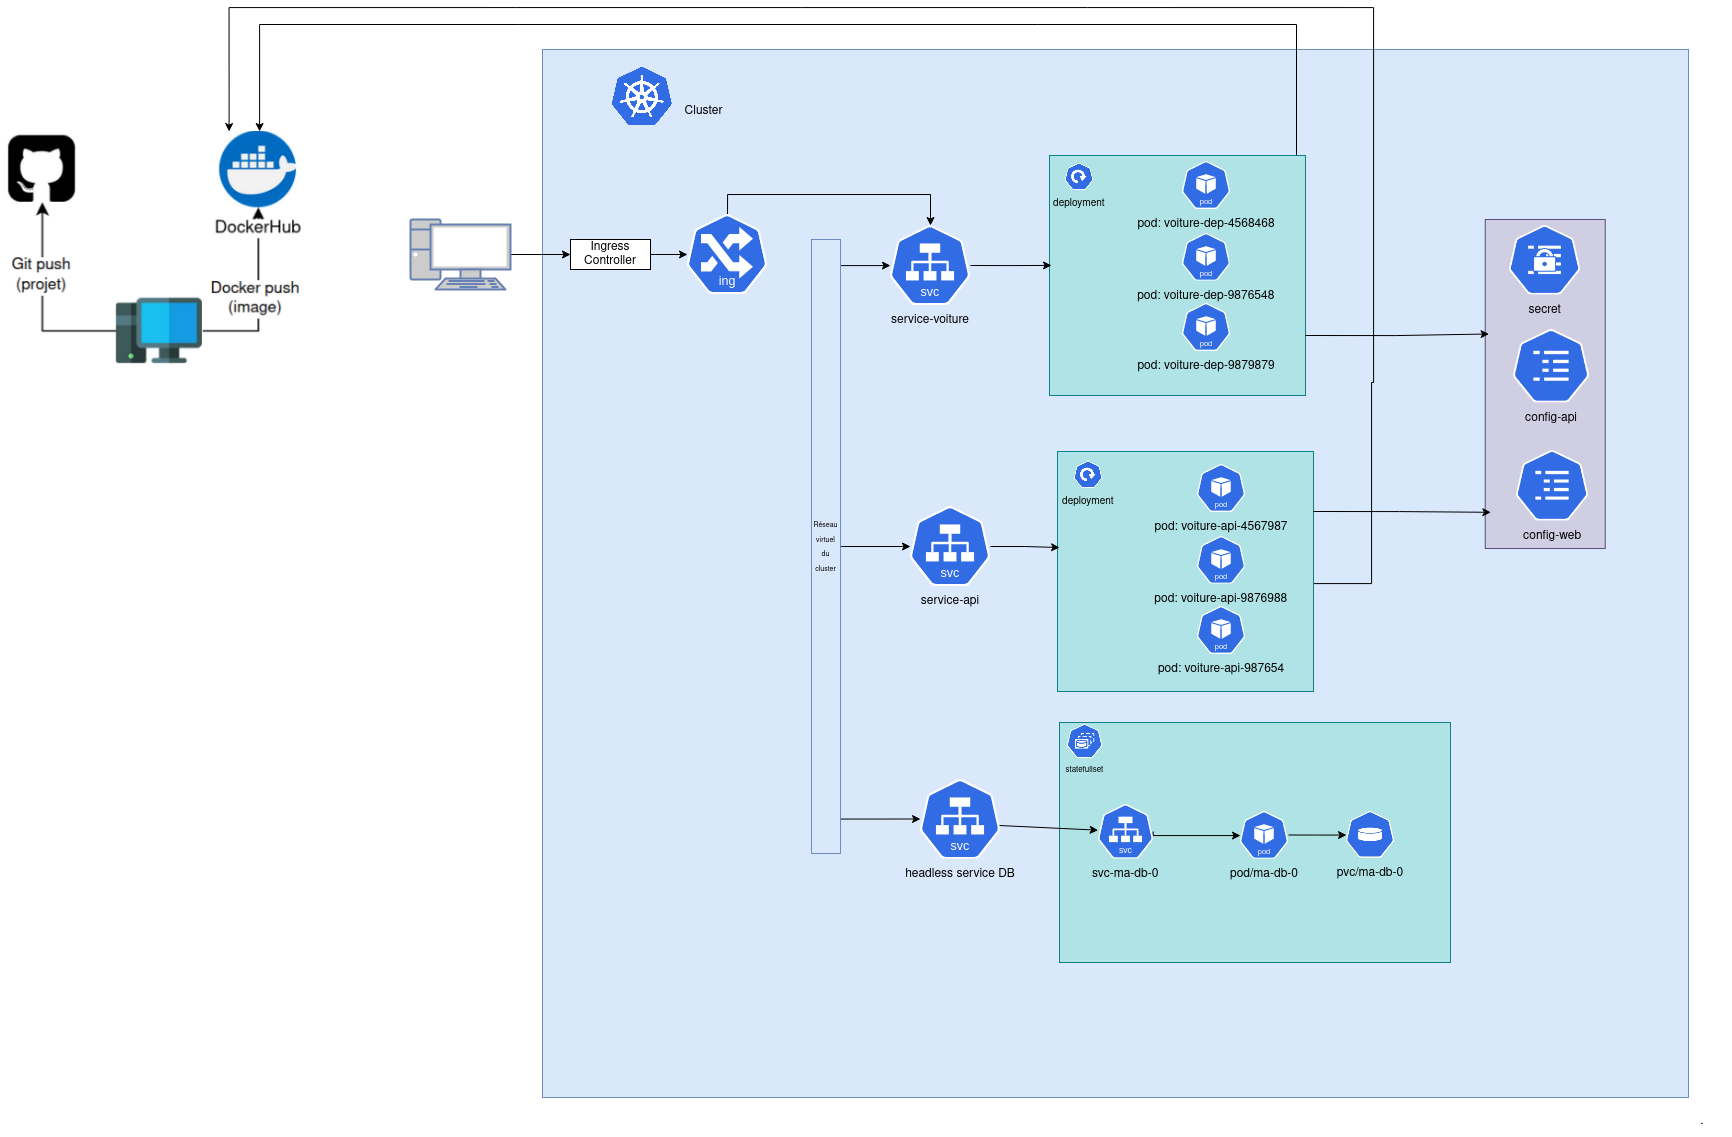 Cluster
DockerHub
Git push
(projet)
Docker push
(image)
Ingress
Controller
ing
svc
service-voiture
deployment
pod
pod: voiture-dep-4568468
pod
pod: voiture-dep-9876548
pod
pod: voiture-dep-9879879
secret
config-api
config-web
Réseau
virtuel
du
cluster
svc
service-api
deployment
pod
pod: voiture-api-4567987
pod
pod: voiture-api-9876988
pod
pod: voiture-api-987654
svc
headless service DB
statefullset
svc
svc-ma-db-0
pod
pod/ma-db-0
pvc/ma-db-0